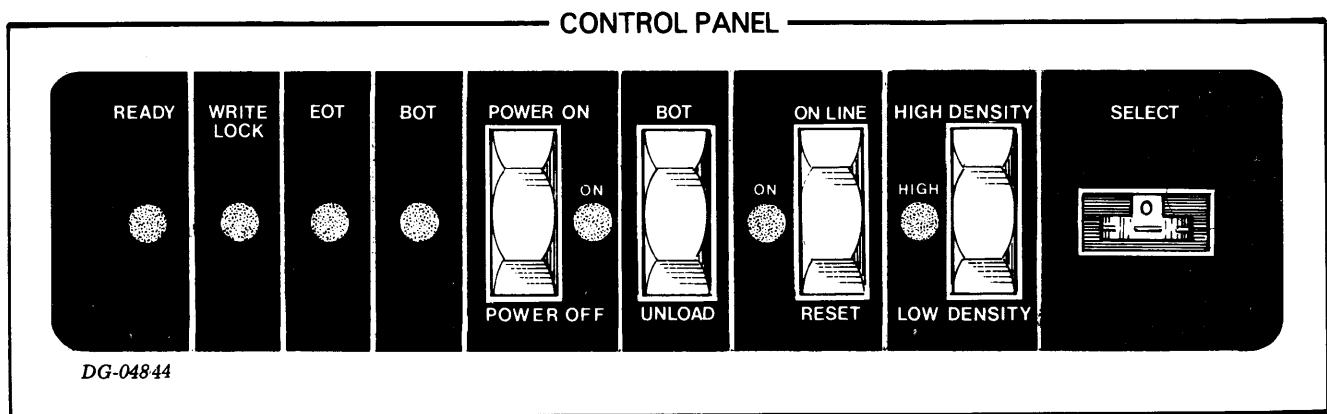 CONTROL PANEL
READY
WRITE
LOCK
EOT
BOT
POWER ON
ON
POWER OFF
BOT
UNLOAD
ON LINE
ON
RESET
HIGH DENSITY
HIGH
LOW DENSITY
SELECT
0
DG-04844